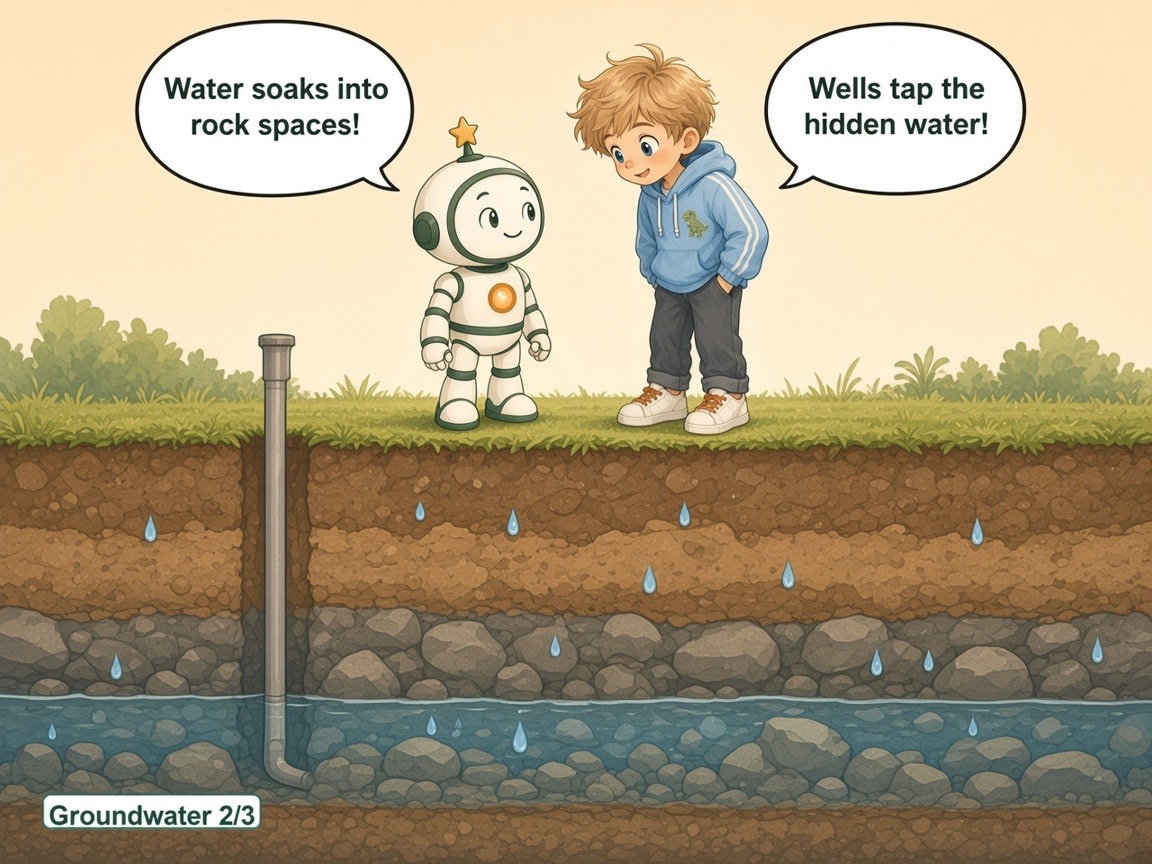 Water soaks into
rock spaces!
Wells tap the
hidden water!
Groundwater 2/3